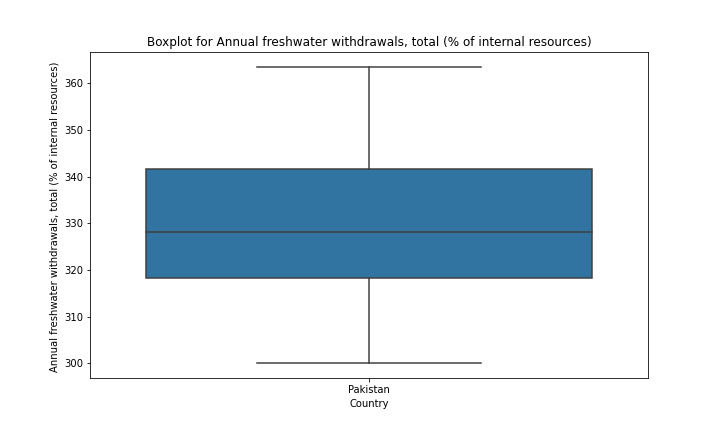 Boxplot for Annual freshwater withdrawals, total (% of internal resources)
Annual freshwater withdrawals, total (% of internal resources)
360
350
340
330
320
310
300
Pakistan
Country